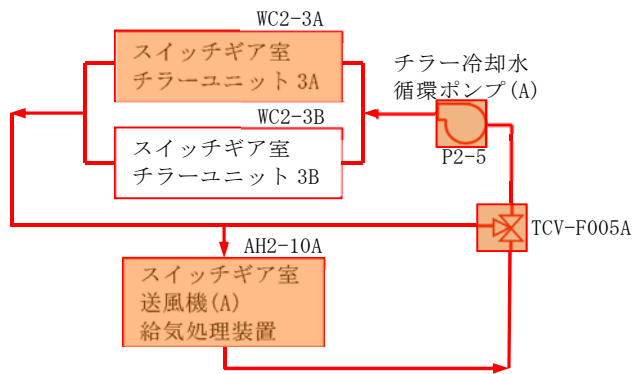 WC2-3A
スイッチギア室
チラーユニット 3A
チラー冷却水
循環ポンプ(A)
P2-5
WC2-3B
スイッチギア室
チラーユニット 3B
TCV-F005A
AH2-10A
スイッチギア室
送風機(A)
給気処理装置